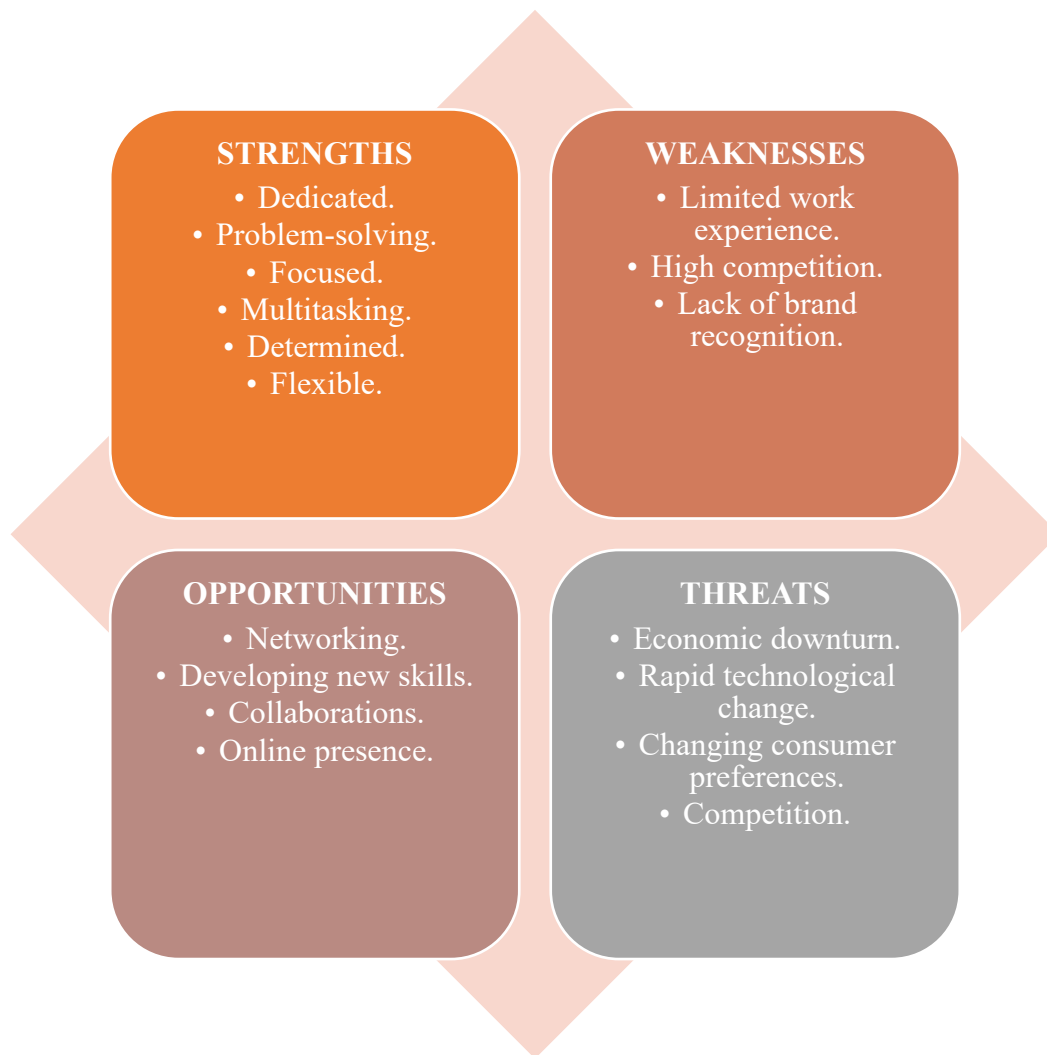 STRENGTHS
• Dedicated.
• Problem-solving.
• Focused.
• Multitasking.
• Determined.
• Flexible.
WEAKNESSES
• Limited work
experience.
• High competition.
• Lack of brand
recognition.
OPPORTUNITIES
• Networking.
• Developing new skills.
• Collaborations.
• Online presence.
THREATS
• Economic downturn.
• Rapid technological
change.
• Changing consumer
preferences.
• Competition.